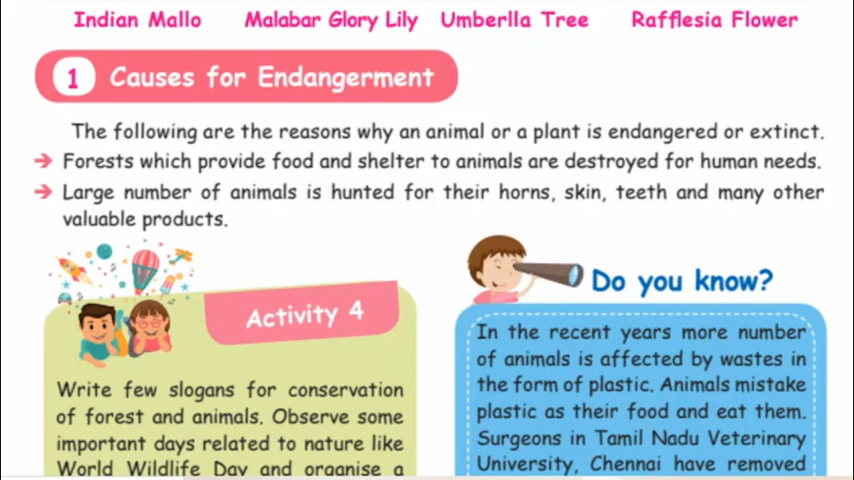 Indian Mallo Malabar Glory Lily Umberlla Tree Rafflesia Flower
1 Causes for Endangerment
The following are the reasons why an animal or a plant is endangered or extinct.
Forests which provide food and shelter to animals are destroyed for human needs.
Large number of animals is hunted for their horns, skin, teeth and many other
valuable products.
Activity 4
Write few slogans for conservation
of forest and animals. Observe some
important days related to nature like
World Wildlife Day and organise a
Do you know?
In the recent years more number
of animals is affected by wastes in
the form of plastic. Animals mistake
plastic as their food and eat them.
Surgeons in Tamil Nadu Veterinary
University, Chennai have removed